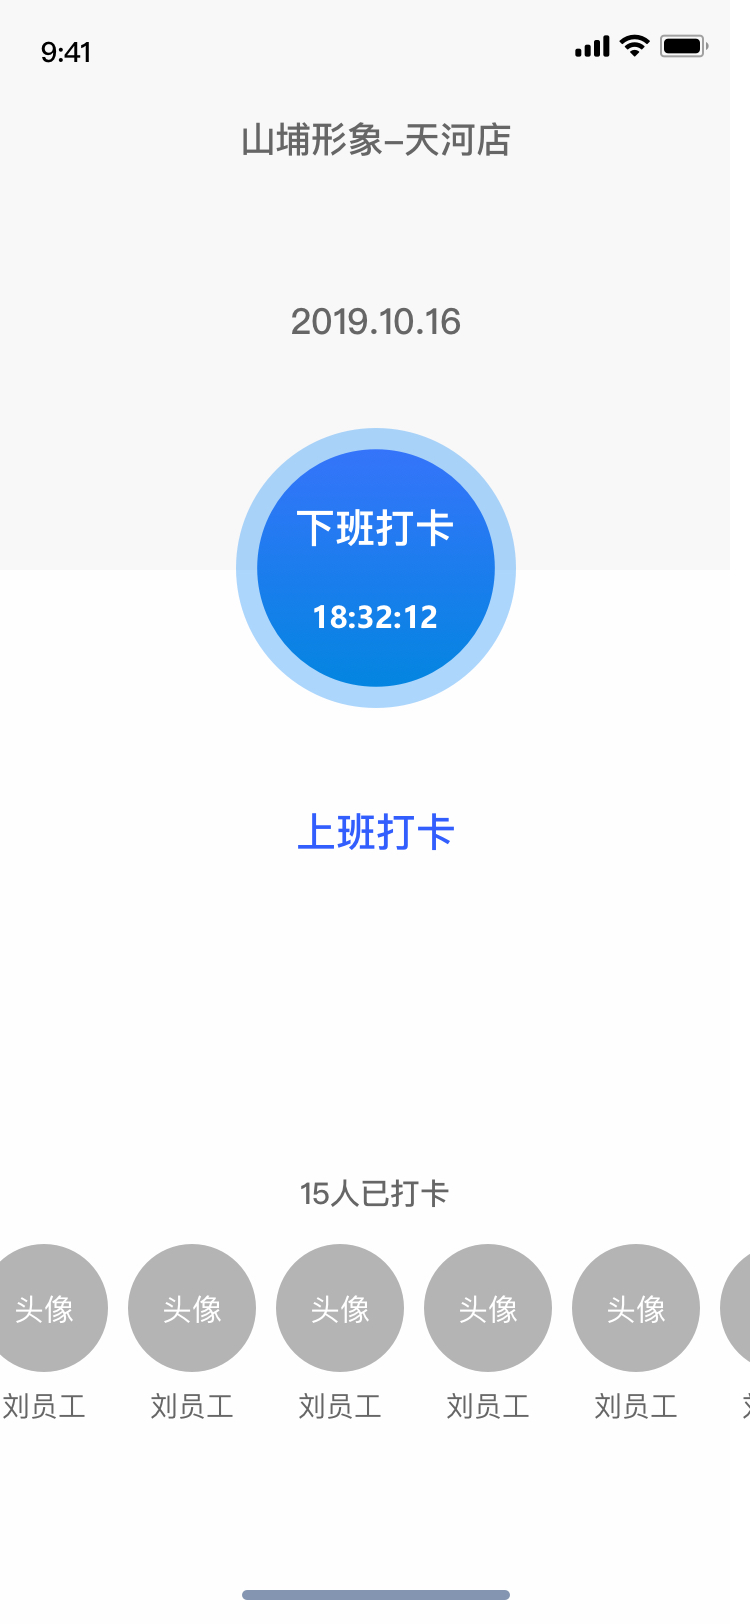 9:41
山埔形象–天河店
2019.10.16
下班打卡
18:32:12
上班打卡
15人已打卡
头像 头像 头像 头像 头像
刘员工 刘员工 刘员工 刘员工 刘员工